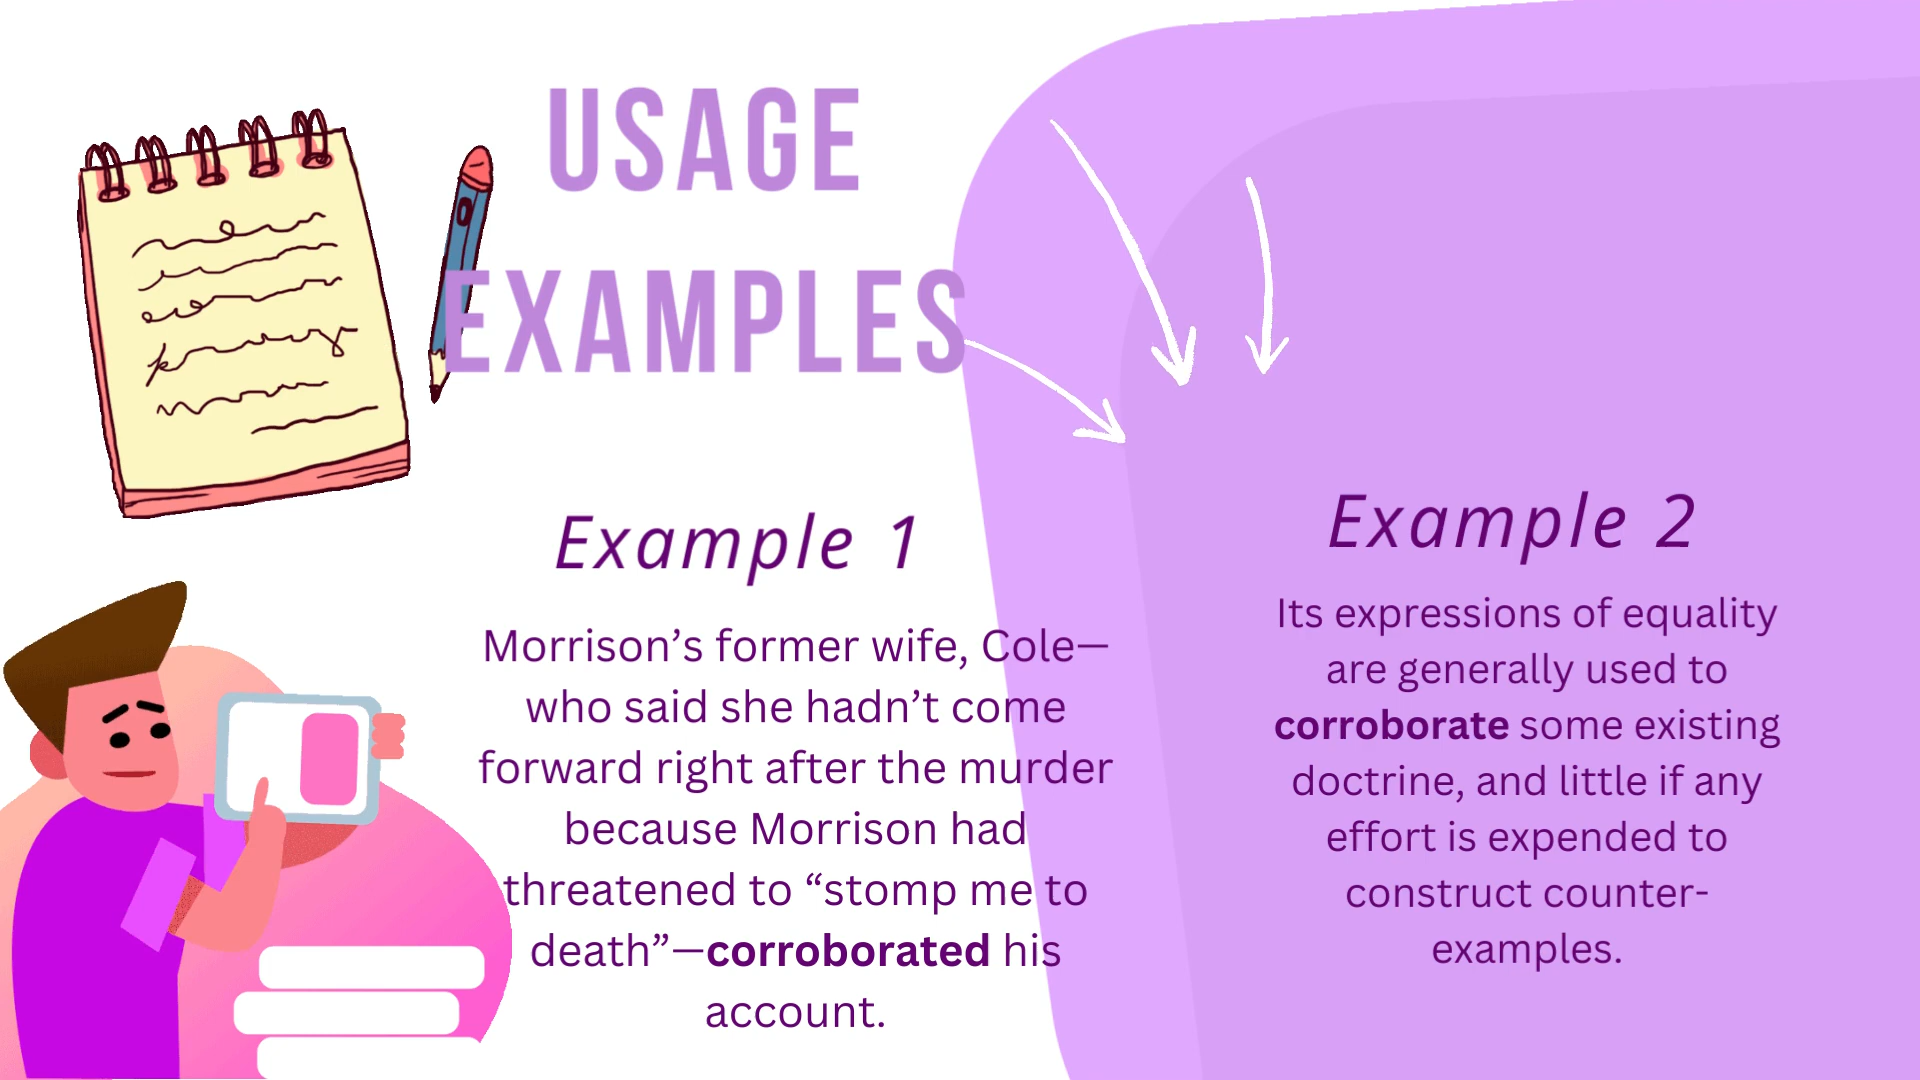 USAGE
EXAMPLES
Example 1
Morrison’s former wife, Cole—
who said she hadn’t come
forward right after the murder
because Morrison had
threatened to “stomp me to
death”—corroborated his
account.
Example 2
Its expressions of equality
are generally used to
corroborate some existing
doctrine, and little if any
effort is expended to
construct counter-
examples.